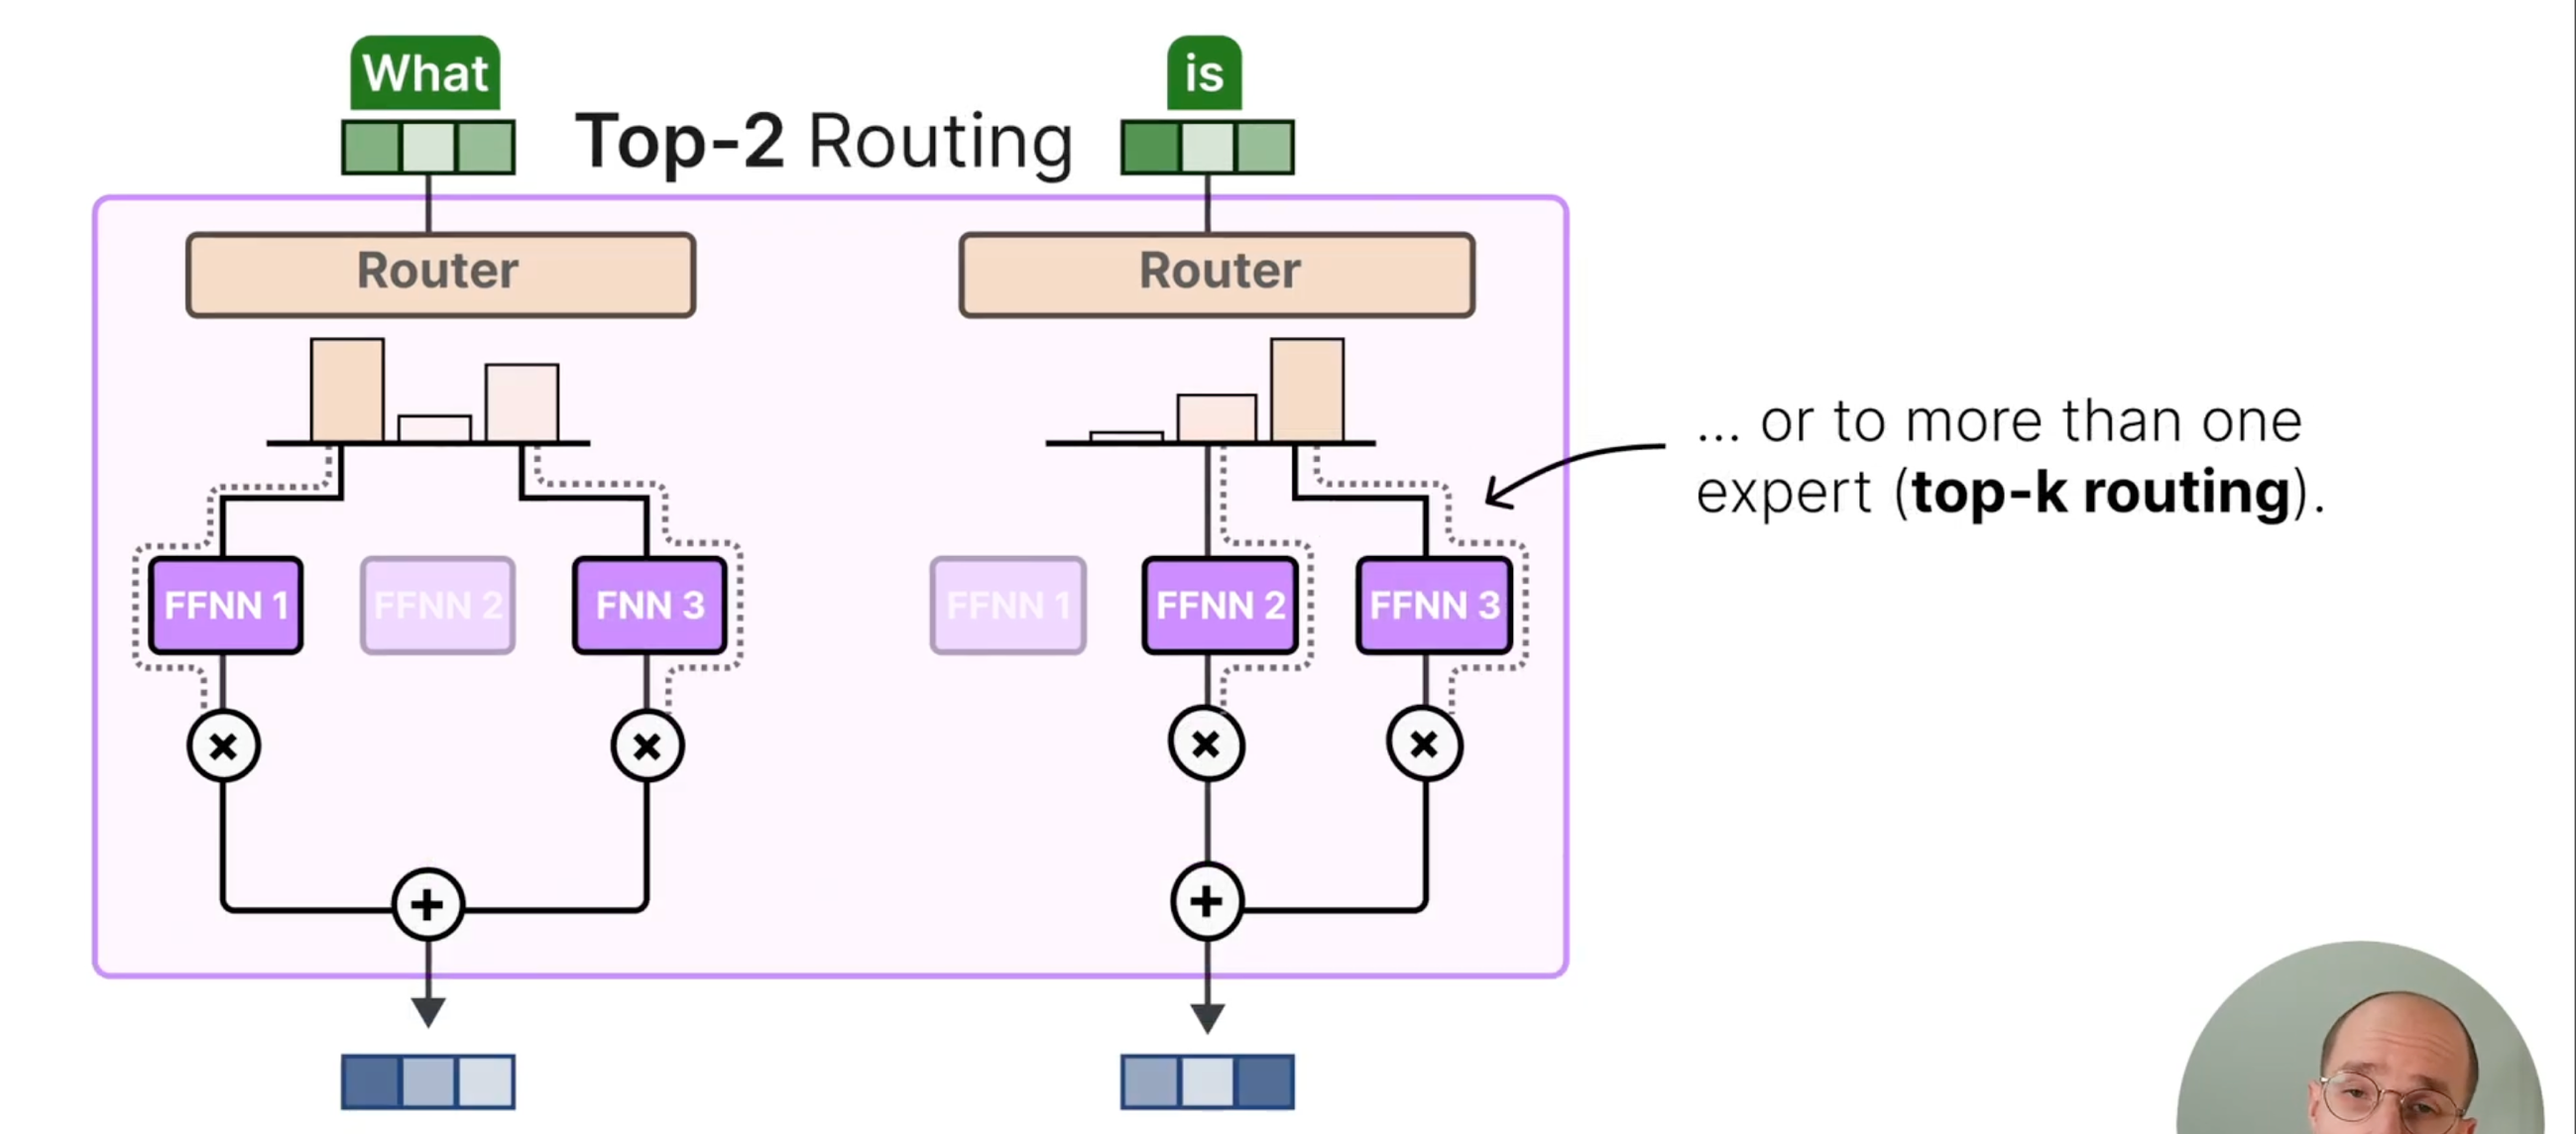 What
is
Top-2 Routing
Router
Router
... or to more than one
expert (top-k routing).
FFNN 1
FFNN 2
FNN 3
FFNN 1
FFNN 2
FFNN 3